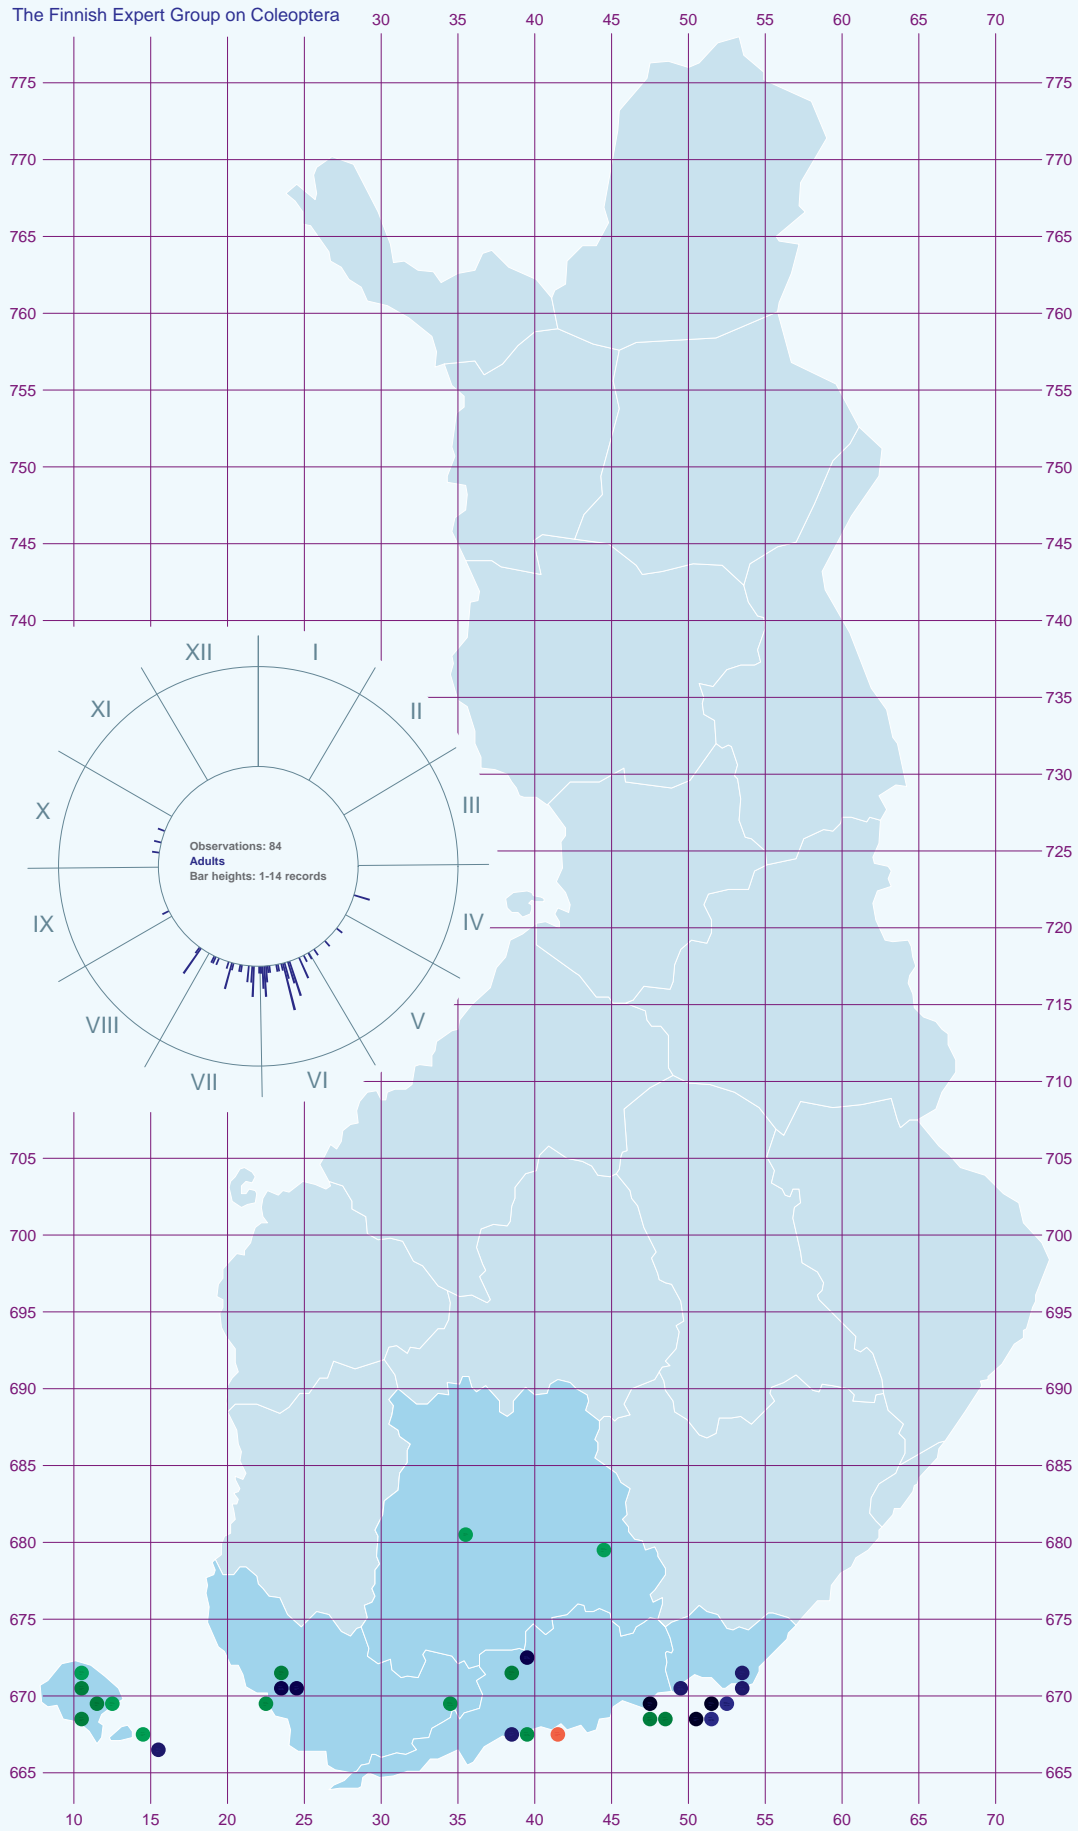 The Finnish Expert Group on Coleoptera
30 35 40 45 50 55 60 65 70
775 775
770 770
765 765
760 760
755 755
750 750
745 745
740 740
XII I
XI II
735
730
X III
Observations: 84
Adults
Bar heights: 1-14 records
725
IX IV
720
VIII V
715
VII VI
710
705 705
700 700
695 695
690 690
685 685
680 680
675 675
670 670
665 665
10 15 20 25 30 35 40 45 50 55 60 65 70